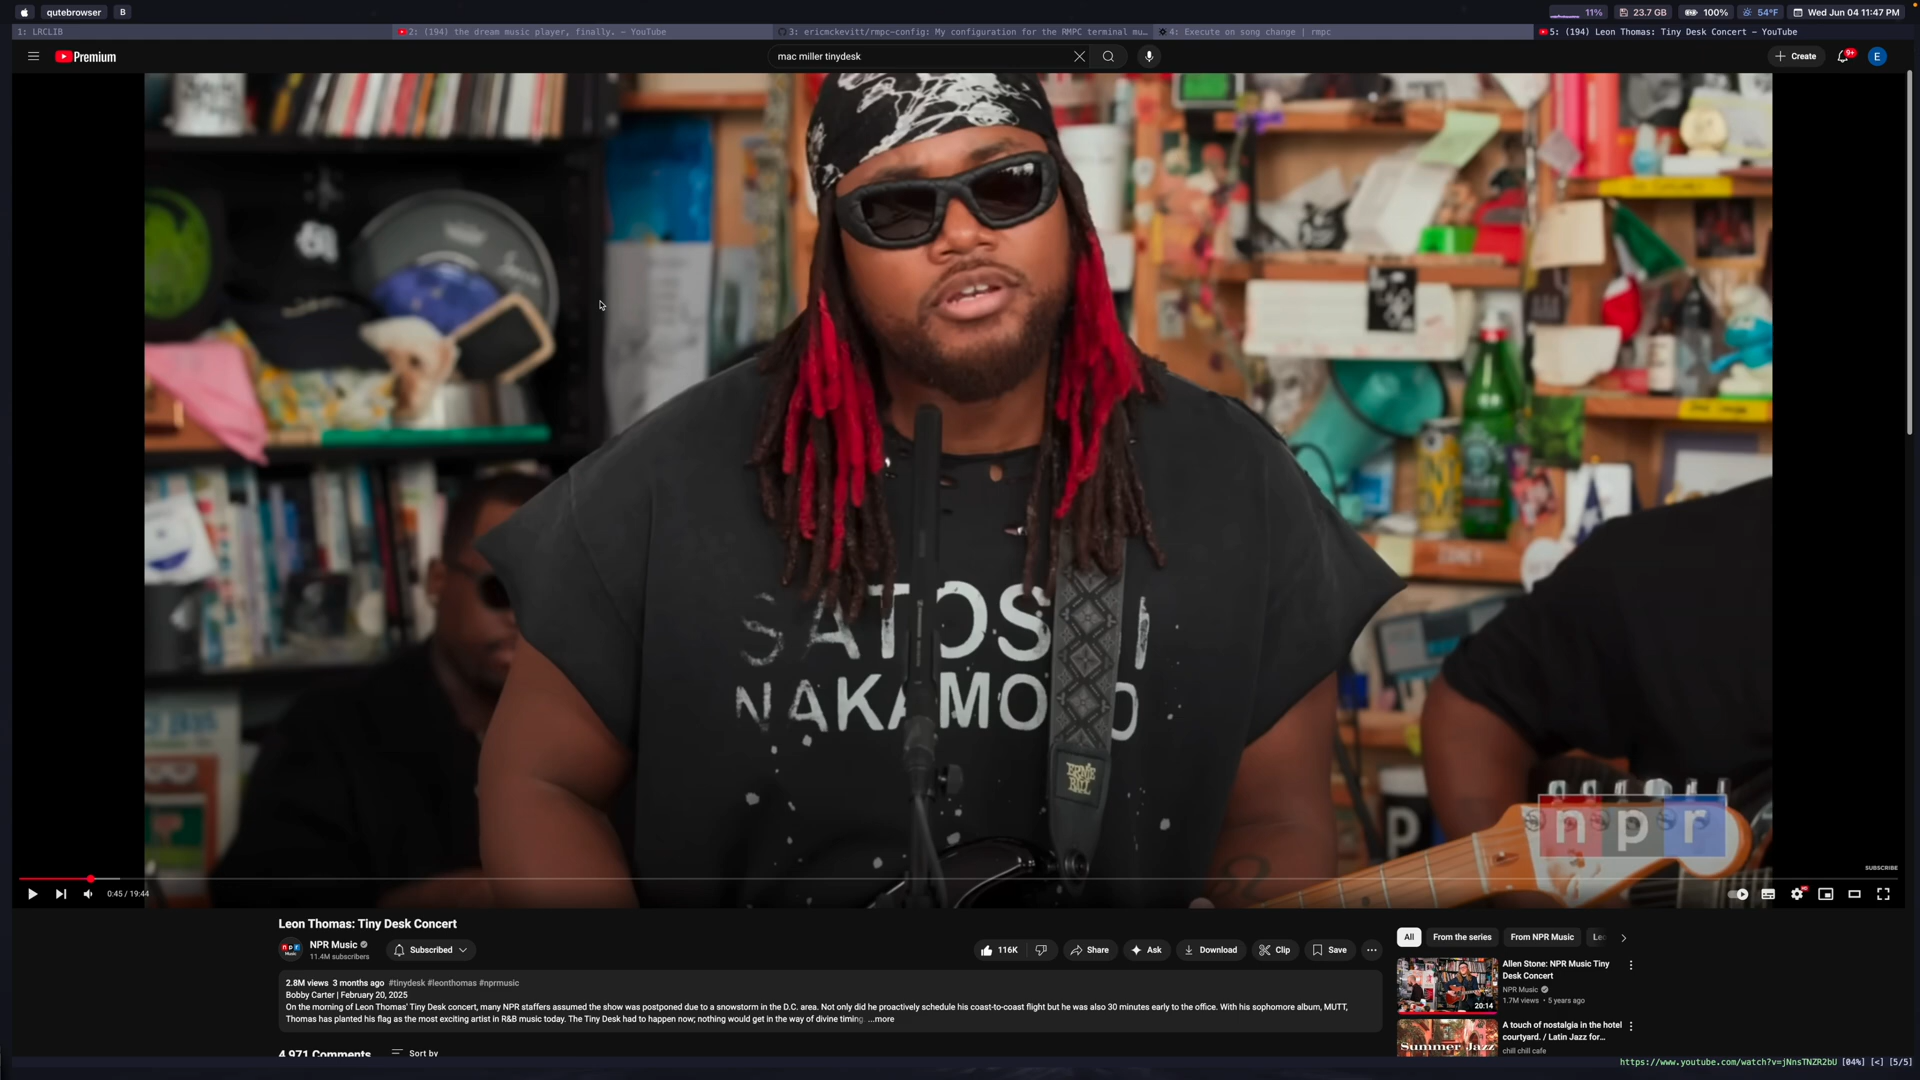 qutebrowser
B
11%
23.7 GB
100%
54°F
Wed Jun 04 11:47 PM
1: LRCLIB
2: (194) the dream music player, finally. – YouTube
3: ericmckevitt/rmpc-config: My configuration for the RMPC terminal mu…
4: Execute on song change | rmpc
5: (194) Leon Thomas: Tiny Desk Concert – YouTube
Premium
mac miller tinydesk
Create
9+
E
SATOS I
NAKAMO O
ERNIE
BALL
npr
SUBSCRIBE
0:45 / 19:44
Leon Thomas: Tiny Desk Concert
NPR Music
11.4M subscribers
Subscribed
116K
Share
Ask
Download
Clip
Save
2.8M views 3 months ago #tinydesk #leonthomas #nprmusic
Bobby Carter | February 20, 2025
On the morning of Leon Thomas' Tiny Desk concert, many NPR staffers assumed the show was postponed due to a snowstorm in the D.C. area. Not only did he proactively schedule his coast-to-coast flight but he was also 30 minutes early to the office. With his sophomore album, MUTT,
Thomas has planted his flag as the most exciting artist in R&B music today. The Tiny Desk had to happen now; nothing would get in the way of divine timing. ...more
4,971 Comments
Sort by
All
From the series
From NPR Music
Leo
Allen Stone: NPR Music Tiny
Desk Concert
NPR Music
1.7M views • 5 years ago
20:14
A touch of nostalgia in the hotel
courtyard. / Latin Jazz for...
chill chill cafe
Summer Jazz
https://www.youtube.com/watch?v=jNnsTNZR2bU [04%] [<] [5/5]